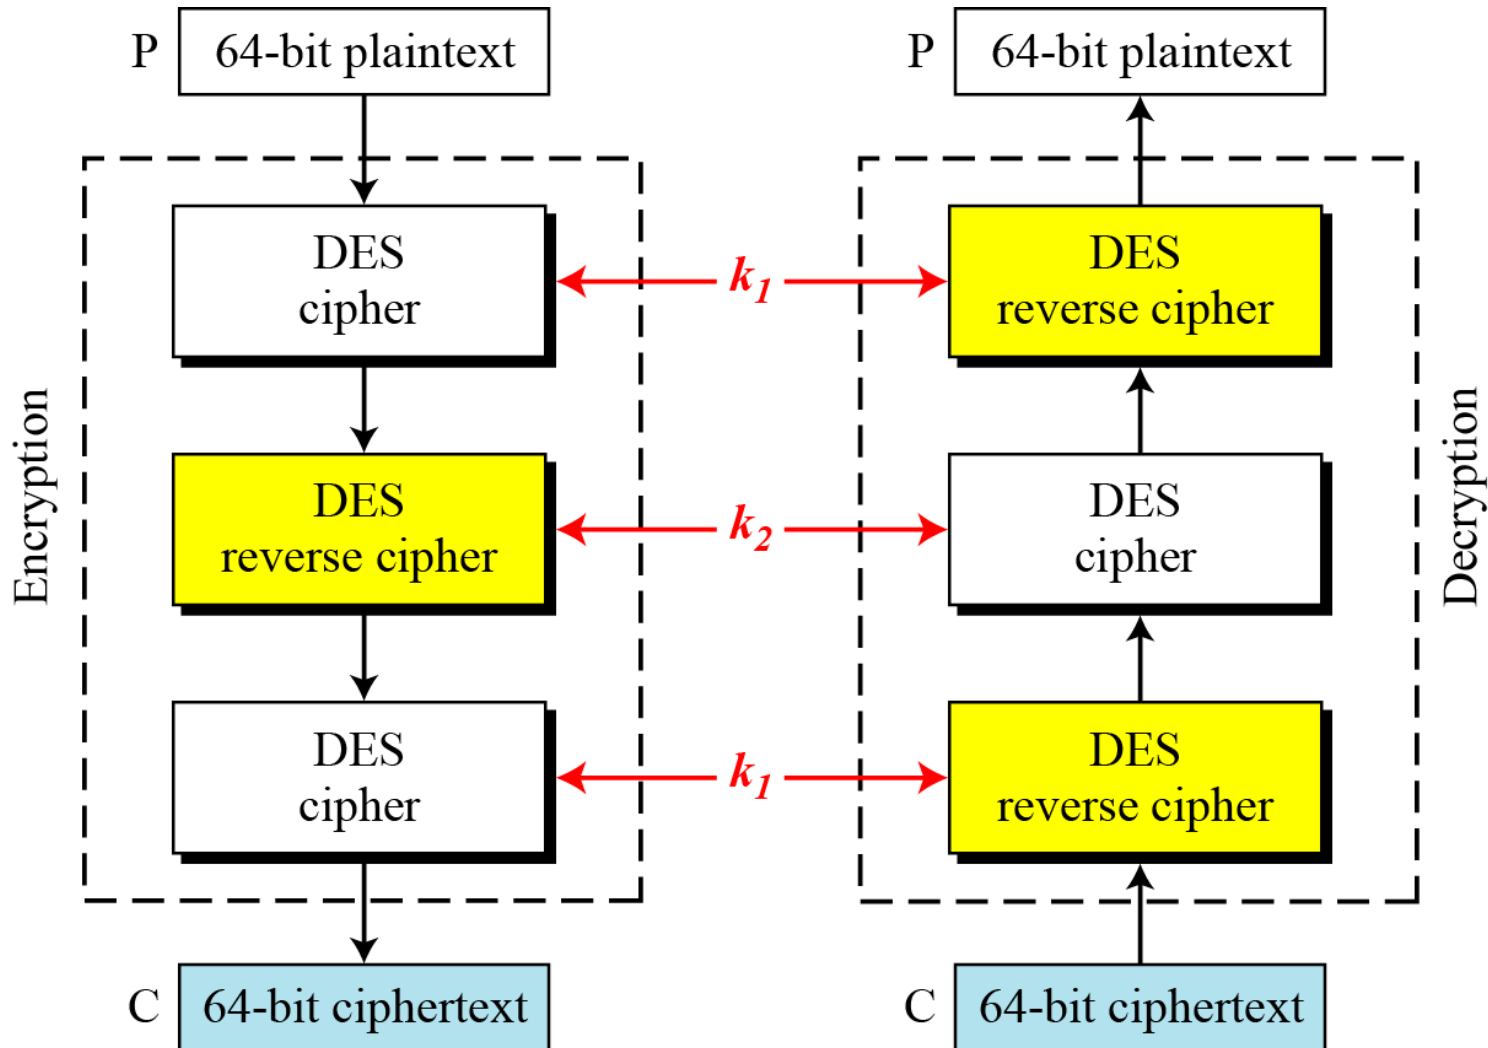 P 64-bit plaintext
P 64-bit plaintext
DES
cipher
k1
DES
reverse cipher
Encryption
DES
reverse cipher
k2
DES
cipher
Decryption
DES
cipher
k1
DES
reverse cipher
C 64-bit ciphertext
C 64-bit ciphertext